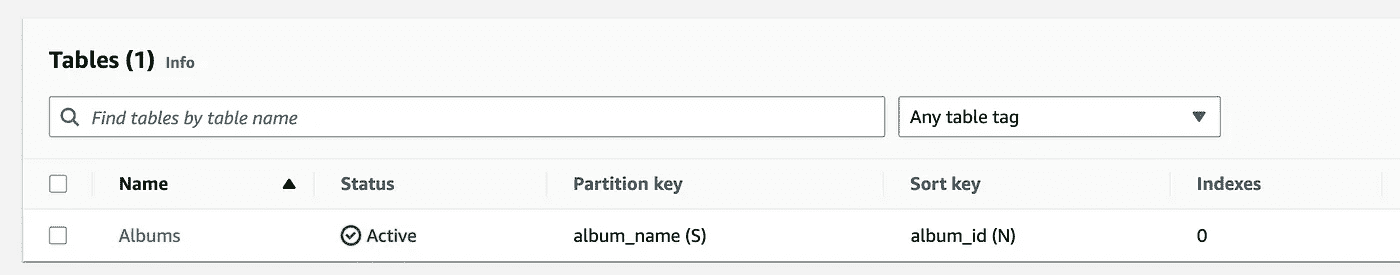 Tables (1) Info
Find tables by table name
Any table tag
Name Status Partition key Sort key Indexes
Albums Active album_name (S) album_id (N) 0